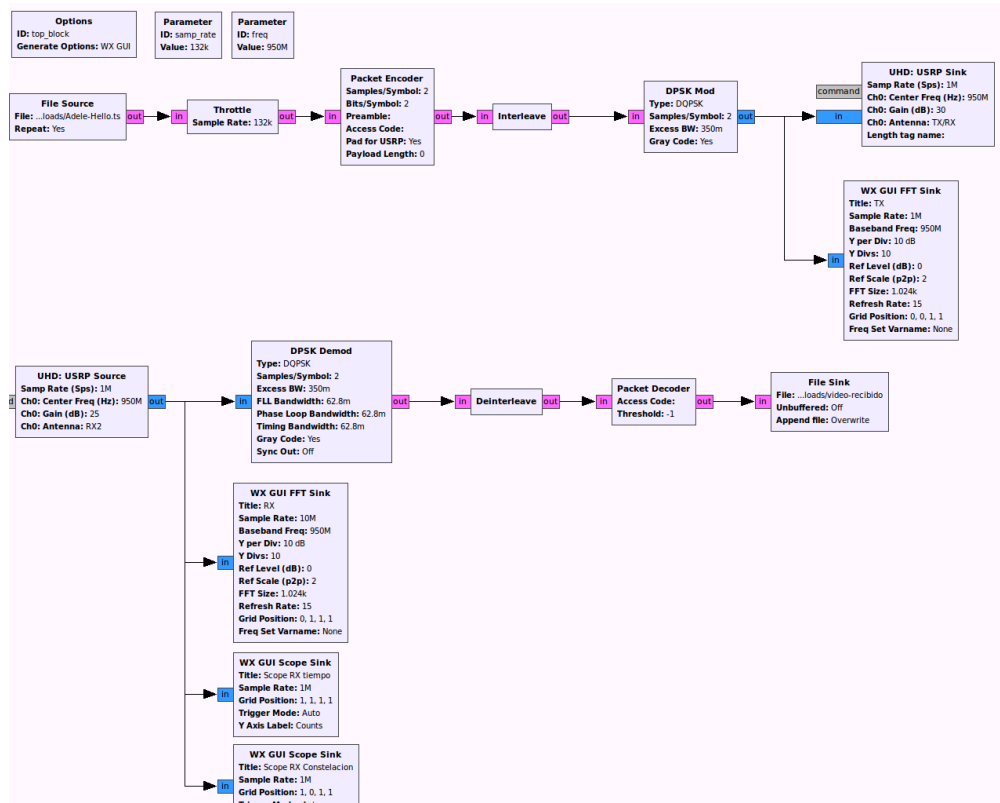 Options
ID: top_block
Generate Options: WX GUI
Parameter
ID: samp_rate
Value: 132k
Parameter
ID: freq
Value: 950M
File Source
File: ...loads/Adele-Hello.ts
Repeat: Yes
out
in
Throttle
Sample Rate: 132k
out
in
Packet Encoder
Samples/Symbol: 2
Bits/Symbol: 2
Preamble:
Access Code:
Pad for USRP: Yes
Payload Length: 0
out
in
Interleave
out
in
DPSK Mod
Type: DQPSK
Samples/Symbol: 2
Excess BW: 350m
Gray Code: Yes
out
command
in
UHD: USRP Sink
Samp Rate (Sps): 1M
Ch0: Center Freq (Hz): 950M
Ch0: Gain (dB): 30
Ch0: Antenna: TX/RX
Length tag name:
in
WX GUI FFT Sink
Title: TX
Sample Rate: 1M
Baseband Freq: 950M
Y per Div: 10 dB
Y Divs: 10
Ref Level (dB): 0
Ref Scale (p2p): 2
FFT Size: 1.024k
Refresh Rate: 15
Grid Position: 0, 0, 1, 1
Freq Set Varname: None
d
UHD: USRP Source
Samp Rate (Sps): 1M
Ch0: Center Freq (Hz): 950M
Ch0: Gain (dB): 25
Ch0: Antenna: RX2
out
in
DPSK Demod
Type: DQPSK
Samples/Symbol: 2
Excess BW: 350m
FLL Bandwidth: 62.8m
Phase Loop Bandwidth: 62.8m
Timing Bandwidth: 62.8m
Gray Code: Yes
Sync Out: Off
out
in
Deinterleave
out
in
Packet Decoder
Access Code:
Threshold: -1
out
in
File Sink
File: ...loads/video-recibido
Unbuffered: Off
Append file: Overwrite
in
WX GUI FFT Sink
Title: RX
Sample Rate: 10M
Baseband Freq: 950M
Y per Div: 10 dB
Y Divs: 10
Ref Level (dB): 0
Ref Scale (p2p): 2
FFT Size: 1.024k
Refresh Rate: 15
Grid Position: 0, 1, 1, 1
Freq Set Varname: None
in
WX GUI Scope Sink
Title: Scope RX tiempo
Sample Rate: 1M
Grid Position: 1, 1, 1, 1
Trigger Mode: Auto
Y Axis Label: Counts
in
WX GUI Scope Sink
Title: Scope RX Constelacion
Sample Rate: 1M
Grid Position: 1, 0, 1, 1